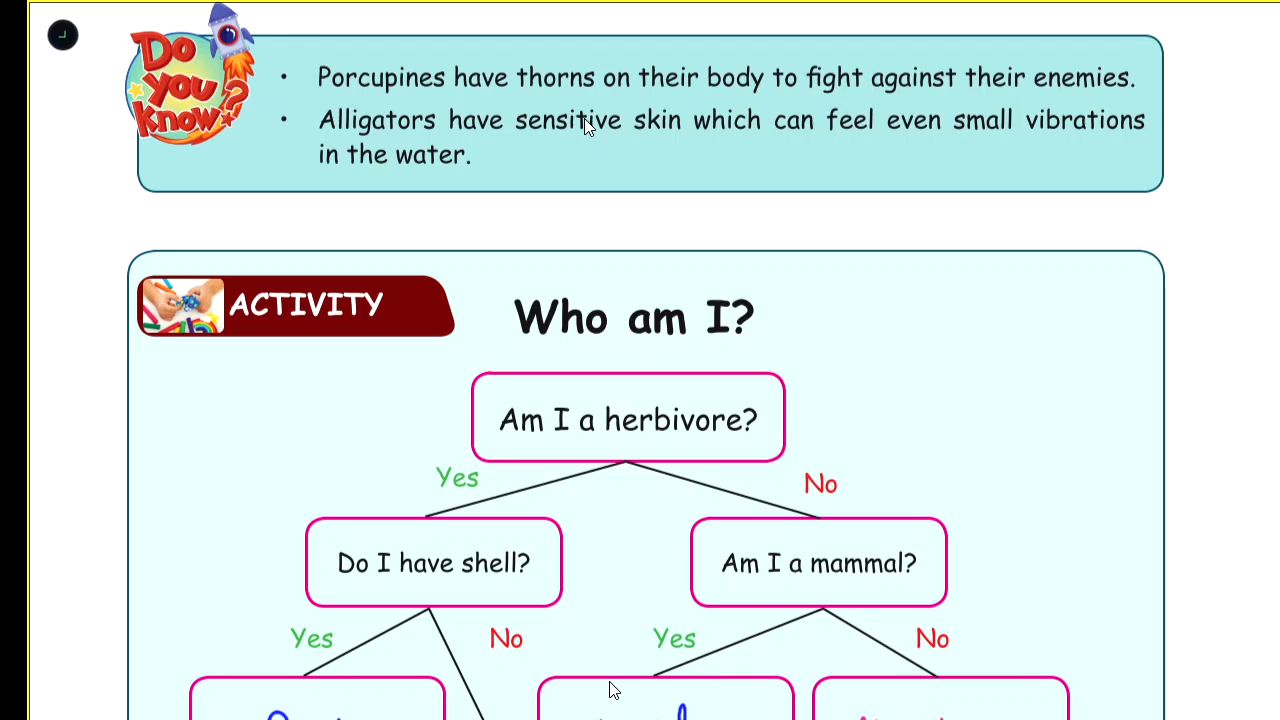 Do
You
Know?
• Porcupines have thorns on their body to fight against their enemies.
• Alligators have sensitive skin which can feel even small vibrations
in the water.
ACTIVITY
Who am I?
Am I a herbivore?
Yes
No
Do I have shell?
Am I a mammal?
Yes
No
Yes
No